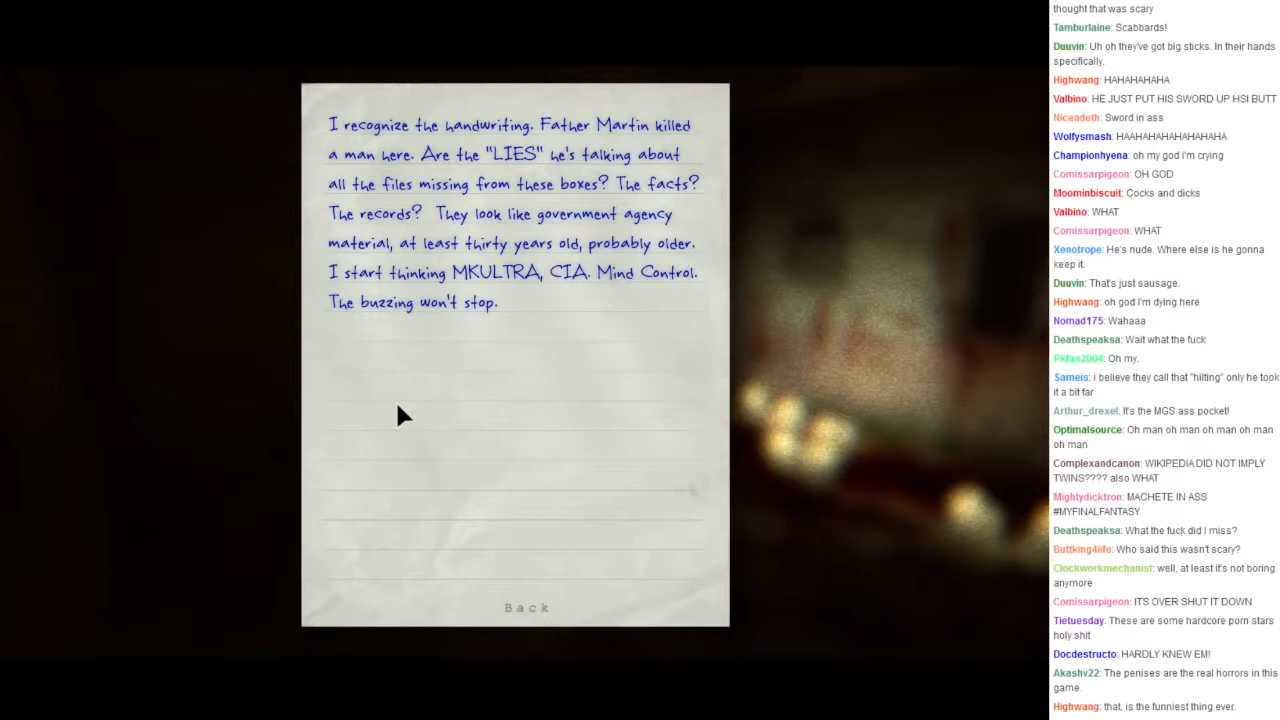 I recognize the handwriting. Father Martin killed
a man here. Are the "LIES" he's talking about
all the files missing from these boxes? The facts?
The records? They look like government agency
material, at least thirty years old, probably older.
I start thinking MKULTRA, CIA. Mind Control.
The buzzing won't stop.
Back
thought that was scary
Tamburlaine: Scabbards!
Duuvin: Uh oh they've got big sticks. In their hands
specifically.
Highwang: HAHAHAHAHA
Valbino: HE JUST PUT HIS SWORD UP HSI BUTT
Nicendeth: Sword in ass
Wolfysmash: HAAHAHAHAHAHAHAHA
Championhyena: oh my god i'm crying
Comissarpigeon: OH GOD
Moominbiscuit: Cocks and dicks
Valbino: WHAT
Comissarpigeon: WHAT
Xenotrope: He's nude. Where else is he gonna
keep it.
Duuvin: That's just sausage.
Highwang: oh god I'm dying here
Nomad175: Wahaaa
Deathspeaksa: Wait what the fuck
Pkfan2004: Oh my.
Sameis: i believe they call that "hilting" only he took
it a bit far
Arthur_drexel: It's the MGS ass pocket!
Optimalsource: Oh man oh man oh man oh man
oh man
Complexandcanon: WIKIPEDIA DID NOT IMPLY
TWINS???? also WHAT
Mightydicktron: MACHETE IN ASS
#MYFINALFANTASY
Deathspeaksa: What the fuck did I miss?
Buttking4life: Who said this wasn't scary?
Clockworkmechanist: well, at least it's not boring
anymore
Comissarpigeon: ITS OVER SHUT IT DOWN
Tietuesday: These are some hardcore porn stars
holy shit
Docdestructo: HARDLY KNEW EM!
Akashv22: The penises are the real horrors in this
game.
Highwang: that. is the funniest thing ever.